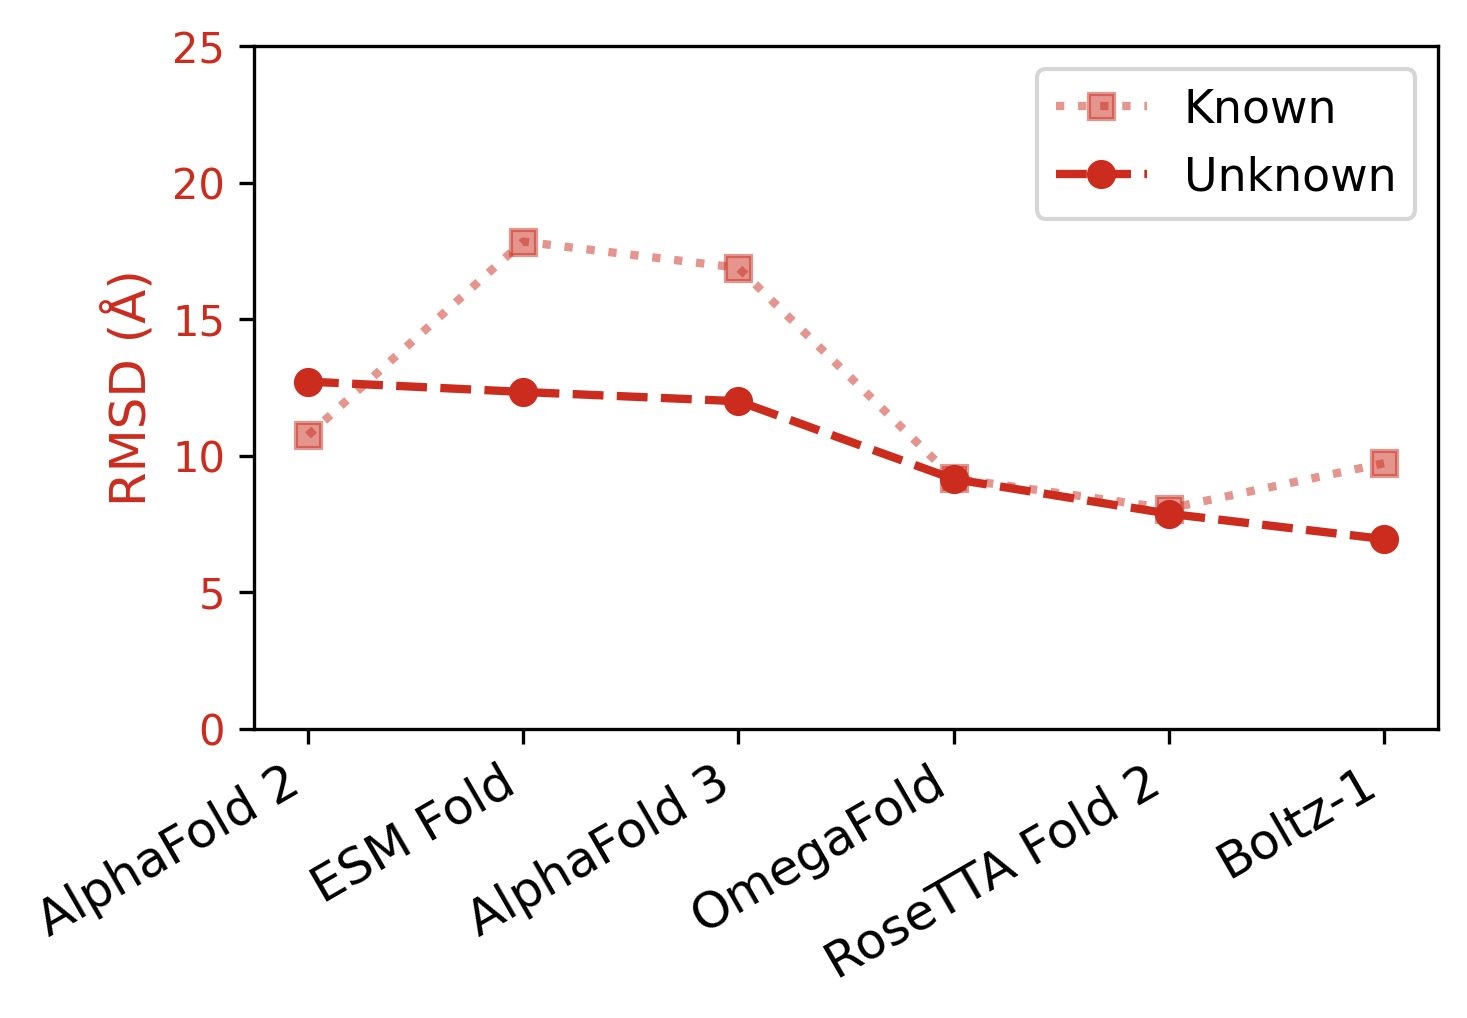 25
20
15
10
5
0
RMSD (Å)
Known
Unknown
AlphaFold 2
ESM Fold
AlphaFold 3
OmegaFold
RoseTTA Fold 2
Boltz-1